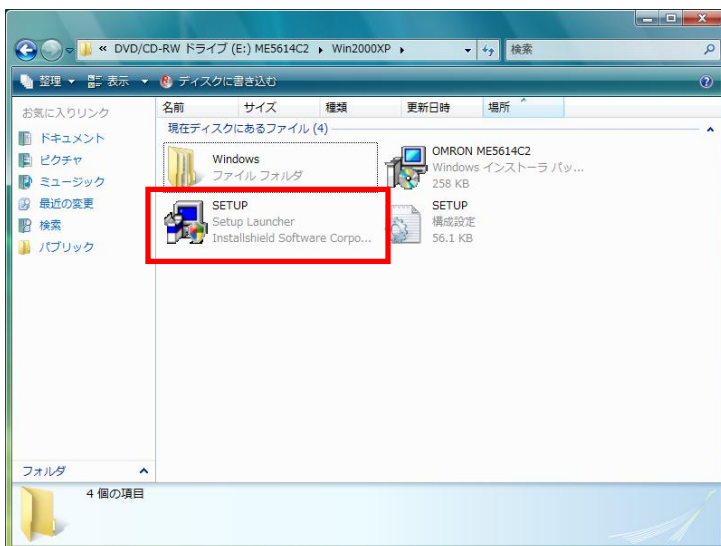 « DVD/CD-RW ドライブ (E:) ME5614C2 ▸ Win2000XP ▸ 検索
整理 表示 ディスクに書き込む
お気に入りリンク
ドキュメント
ピクチャ
ミュージック
最近の変更
検索
パブリック
名前 サイズ 種類 更新日時 場所
現在ディスクにあるファイル (4)
Windows
ファイル フォルダ
OMRON ME5614C2
Windows インストーラ パッ...
258 KB
SETUP
Setup Launcher
Installshield Software Corpo...
SETUP
構成設定
56.1 KB
フォルダ
4 個の項目